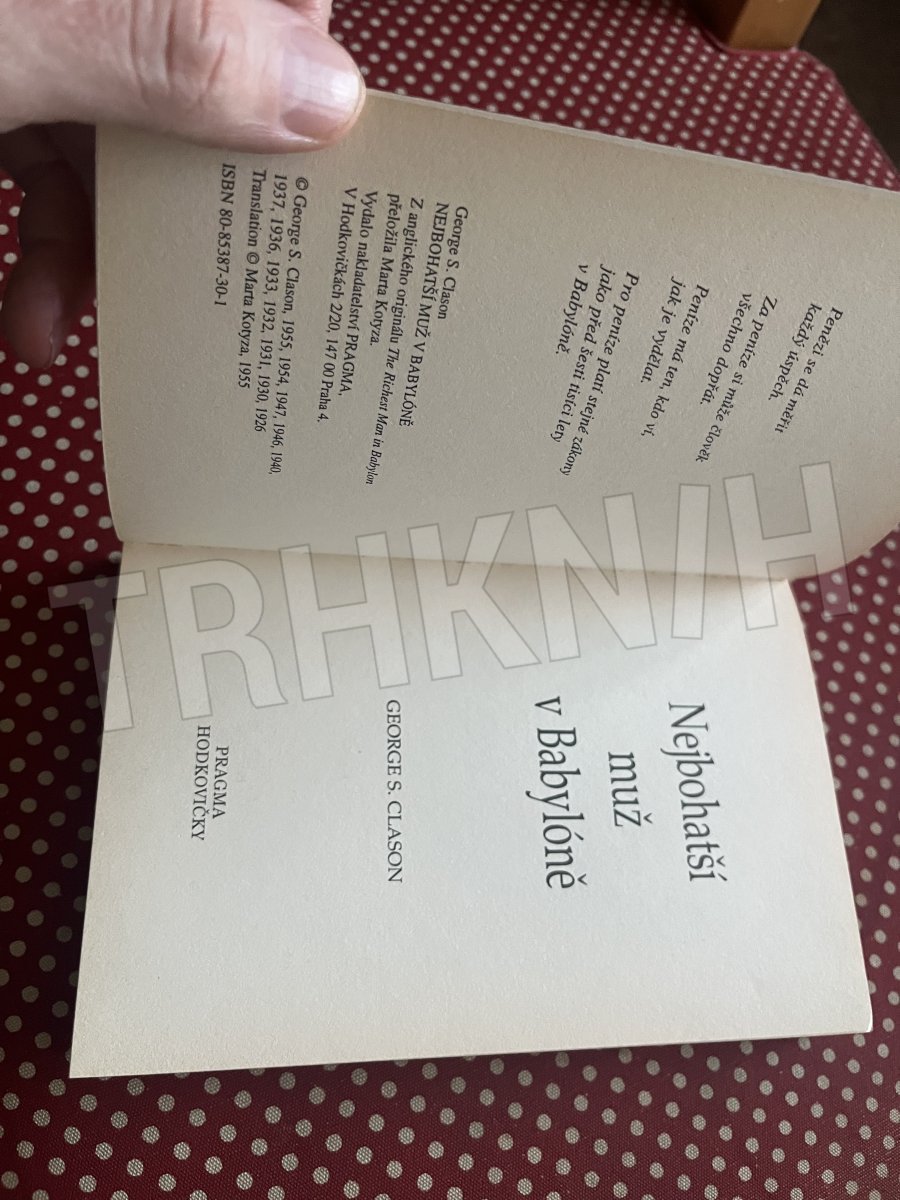 Penězi se dá měřit
každý úspěch.
Za peníze si může člověk
všechno dopřát.
Peníze má ten, kdo ví,
jak je vydělat.
Pro peníze platí stejné zákony
jako před šesti tisíci lety
v Babylóně.
George S. Clason
NEJBOHATŠÍ MUŽ V BABYLÓNĚ
Z anglického originálu The Richest Man in Babylon
přeložila Marta Kotyza.
Vydalo nakladatelství PRAGMA,
V Hodkovičkách 2/20, 147 00 Praha 4.
© George S. Clason, 1955, 1954, 1947, 1946, 1940,
1937, 1936, 1933, 1932, 1931, 1930, 1926
Translation © Marta Kotyza, 1955
ISBN 80-85387-30-1
Nejbohatší
muž
v Babylóně
GEORGE S. CLASON
PRAGMA
HODKOVIČKY
TRHKNIH